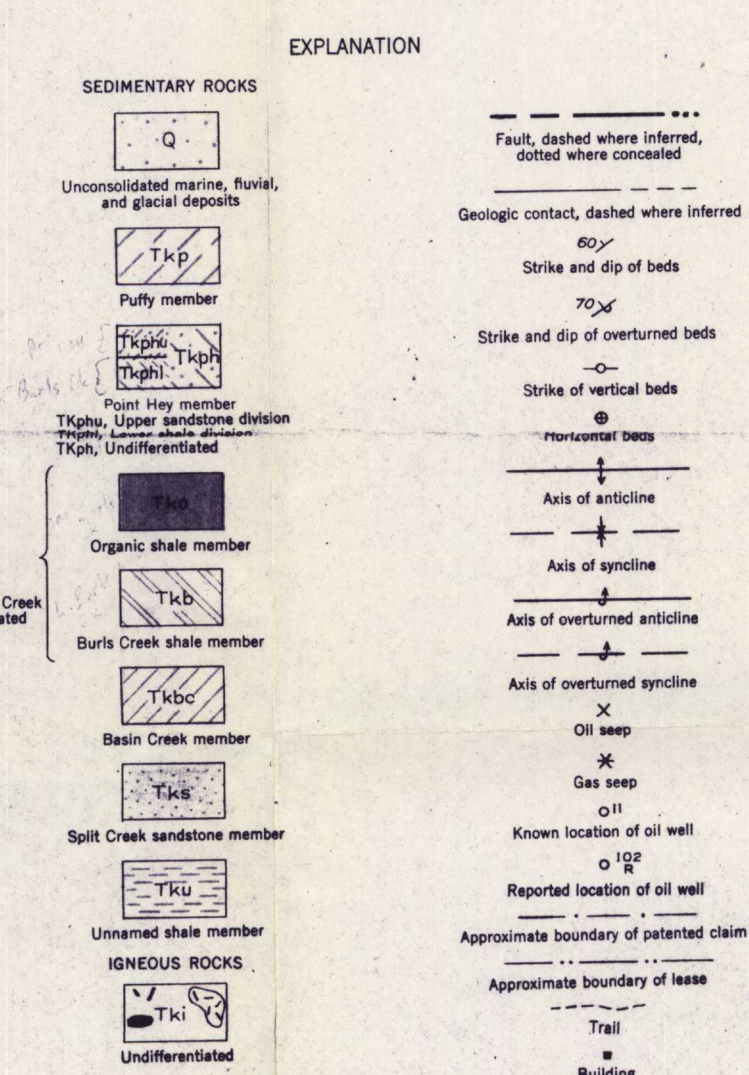 EXPLANATION
SEDIMENTARY ROCKS
Q
Unconsolidated marine, fluvial,
and glacial deposits
Tkp
Puffy member
Tkphu
Tkph
Tkphl
Point Hey member
TKphu, Upper sandstone division
TKphl, Lower shale division
TKph, Undifferentiated
Tko
Organic shale member
Creek
ated
Tkb
Burls Creek shale member
Tkbc
Basin Creek member
Tks
Split Creek sandstone member
Tku
Unnamed shale member
IGNEOUS ROCKS
Tki
Undifferentiated
Fault, dashed where inferred,
dotted where concealed
Geologic contact, dashed where inferred
60
Strike and dip of beds
70
Strike and dip of overturned beds
Strike of vertical beds
Horizontal beds
Axis of anticline
Axis of syncline
Axis of overturned anticline
Axis of overturned syncline
Oil seep
Gas seep
11
Known location of oil well
102
R
Reported location of oil well
Approximate boundary of patented claim
Approximate boundary of lease
Trail
Building